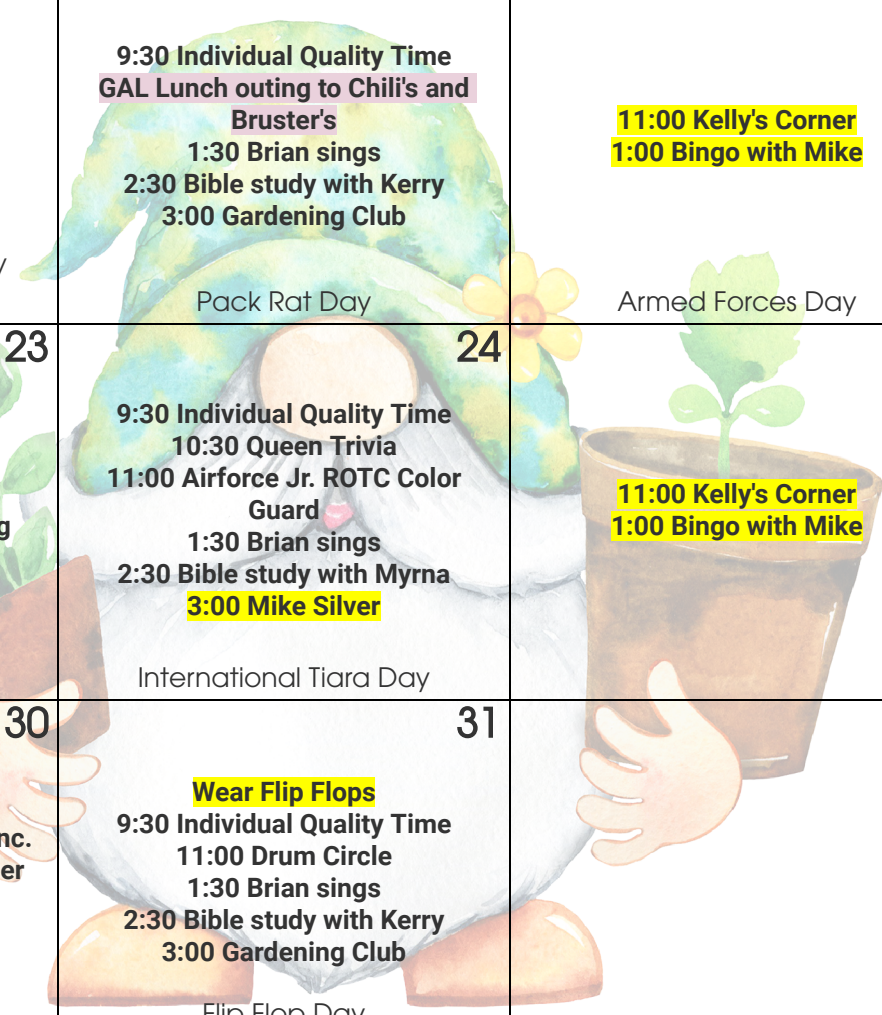 9:30 Individual Quality Time
GAL Lunch outing to Chili's and
Bruster's
1:30 Brian sings
2:30 Bible study with Kerry
3:00 Gardening Club
Pack Rat Day
11:00 Kelly's Corner
1:00 Bingo with Mike
Armed Forces Day
23
24
9:30 Individual Quality Time
10:30 Queen Trivia
11:00 Airforce Jr. ROTC Color
Guard
1:30 Brian sings
2:30 Bible study with Myrna
3:00 Mike Silver
International Tiara Day
11:00 Kelly's Corner
1:00 Bingo with Mike
30
31
nc.
er
Wear Flip Flops
9:30 Individual Quality Time
11:00 Drum Circle
1:30 Brian sings
2:30 Bible study with Kerry
3:00 Gardening Club
Flip Flop Day